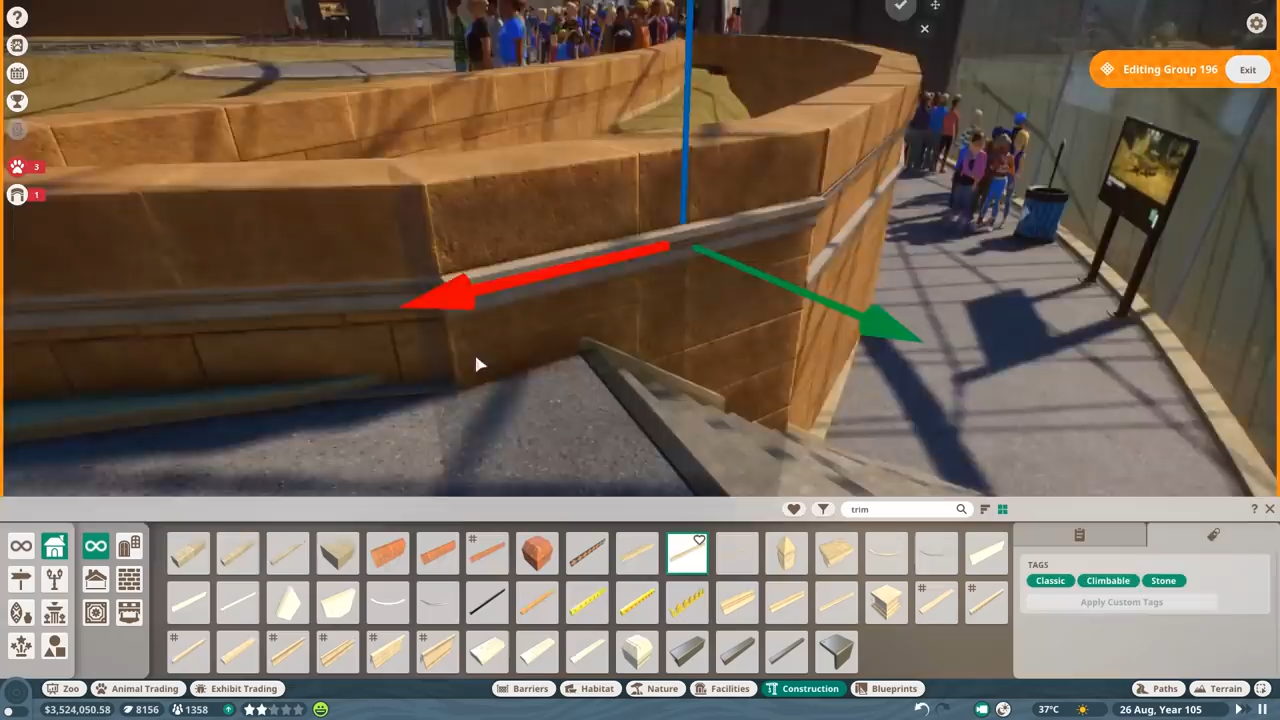 ?
Editing Group 196
Exit
3
1
trim
? ×
TAGS
Classic
Climbable
Stone
Apply Custom Tags
Zoo
Animal Trading
Exhibit Trading
Barriers
Habitat
Nature
Facilities
Construction
Blueprints
Paths
Terrain
$3,524,050.58
8156
1358
37°C
26 Aug, Year 105